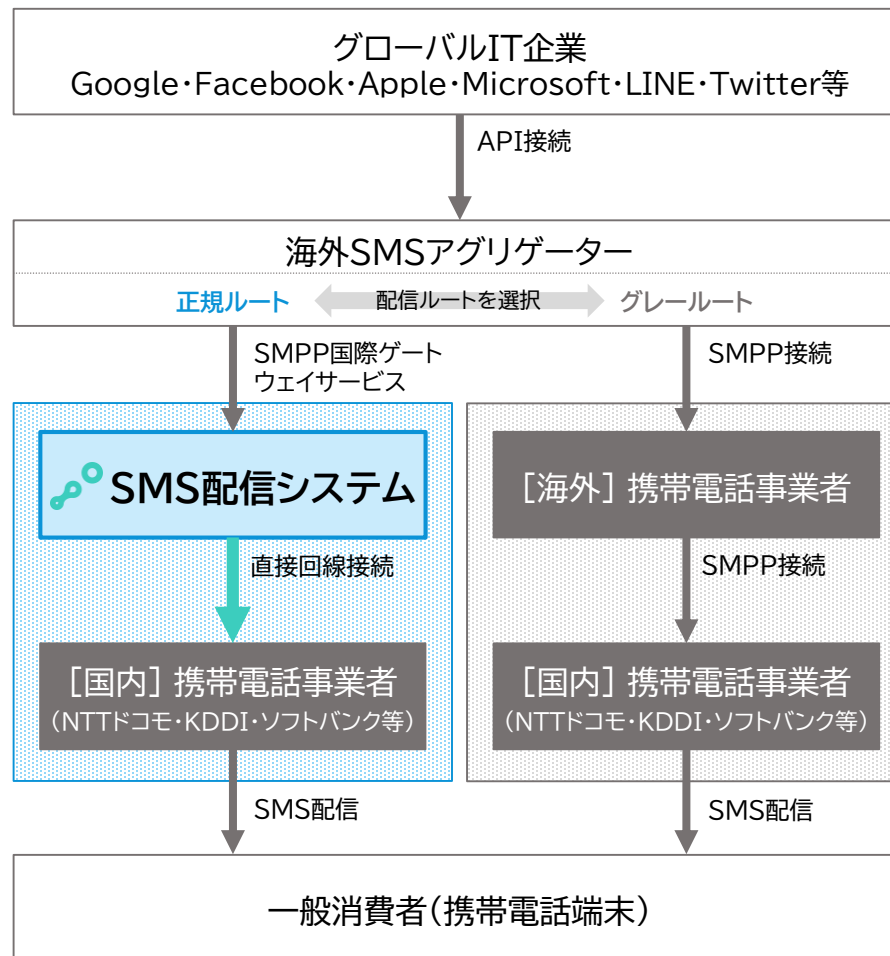 グローバルIT企業
Google・Facebook・Apple・Microsoft・LINE・Twitter等
API接続
海外SMSアグリゲーター
正規ルート
配信ルートを選択
グレールート
SMPP国際ゲート
ウェイサービス
SMPP接続
SMS配信システム
[海外] 携帯電話事業者
直接回線接続
SMPP接続
[国内] 携帯電話事業者
(NTTドコモ・KDDI・ソフトバンク等)
[国内] 携帯電話事業者
(NTTドコモ・KDDI・ソフトバンク等)
SMS配信
SMS配信
一般消費者(携帯電話端末)